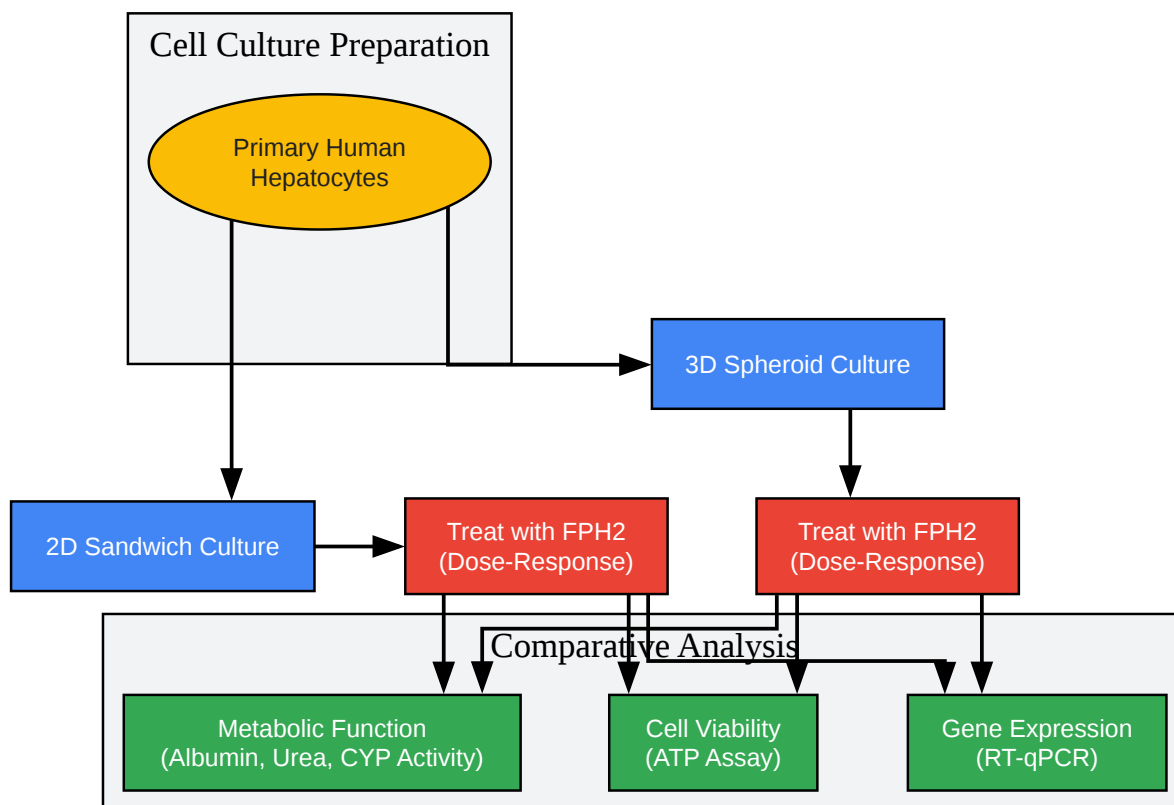 Cell Culture Preparation
Primary Human
Hepatocytes
3D Spheroid Culture
2D Sandwich Culture
Treat with FPH2
(Dose-Response)
Treat with FPH2
(Dose-Response)
Comparative Analysis
Metabolic Function
(Albumin, Urea, CYP Activity)
Cell Viability
(ATP Assay)
Gene Expression
(RT-qPCR)